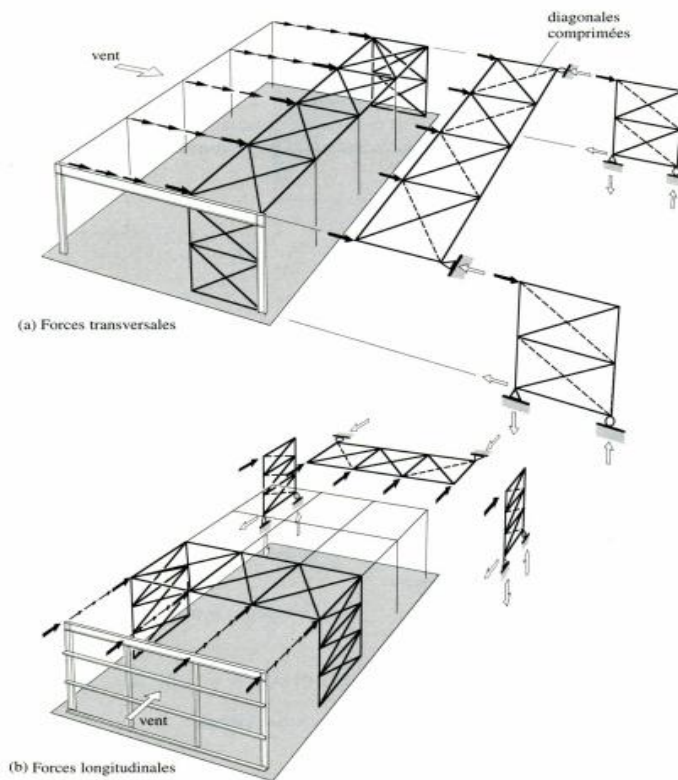 diagonales
comprimées
vent
(a) Forces transversales
vent
(b) Forces longitudinales